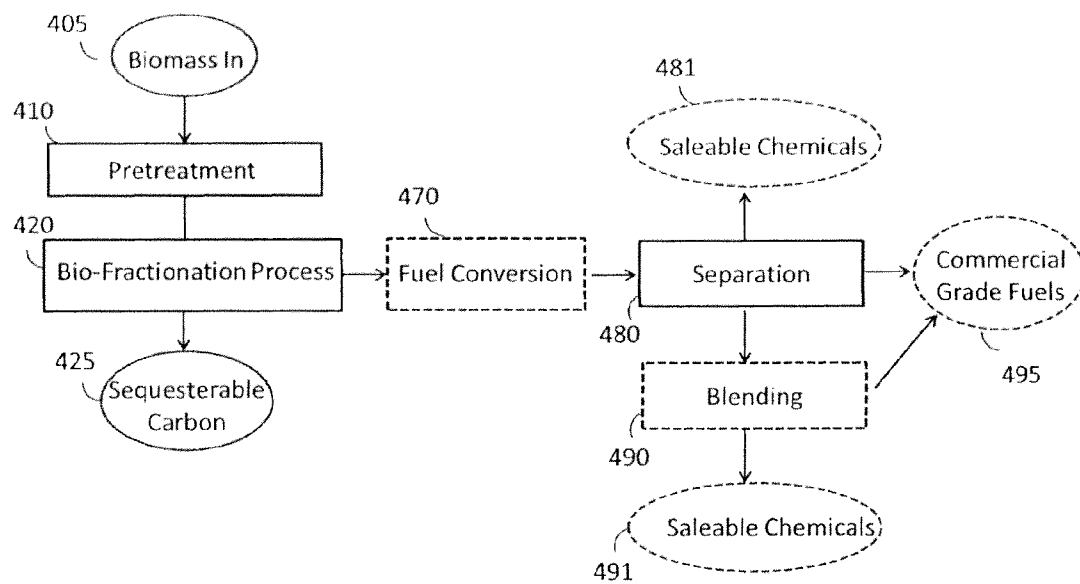 405
Biomass In
410
Pretreatment
420
Bio-Fractionation Process
425
Sequesterable
Carbon
470
Fuel Conversion
481
Saleable Chemicals
Separation
480
Commercial
Grade Fuels
495
Blending
490
Saleable Chemicals
491